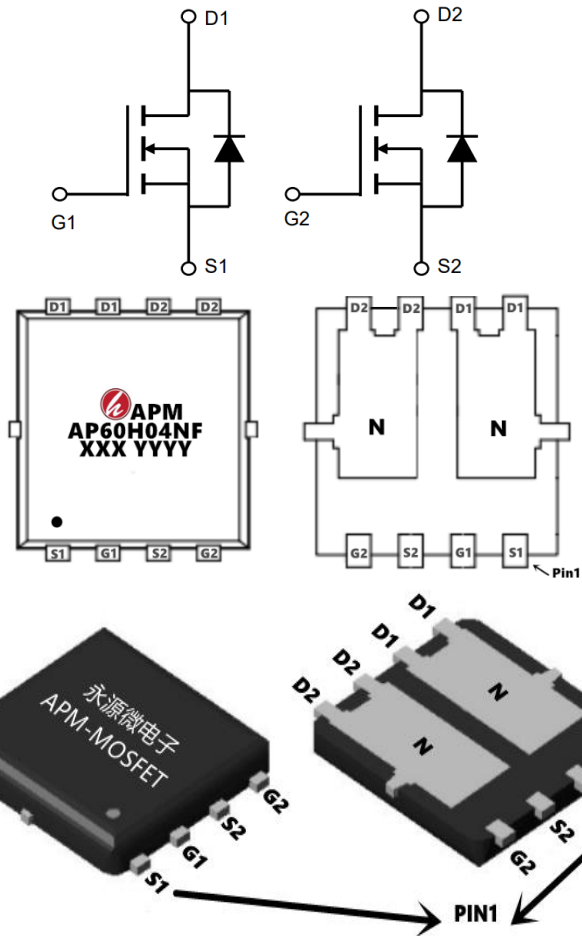 D1
D2
G1
G2
S1
S2
D1 D1 D2 D2
h APM
AP60H04NF
XXX YYYY
S1 G1 S2 G2
D2 D2 D1 D1
N N
G2 S2 G1 S1
Pin1
永源微电子
APM-MOSFET
S1
G1
S2
G2
D1
D1
D2
D2
N
N
G2
S2
PIN1